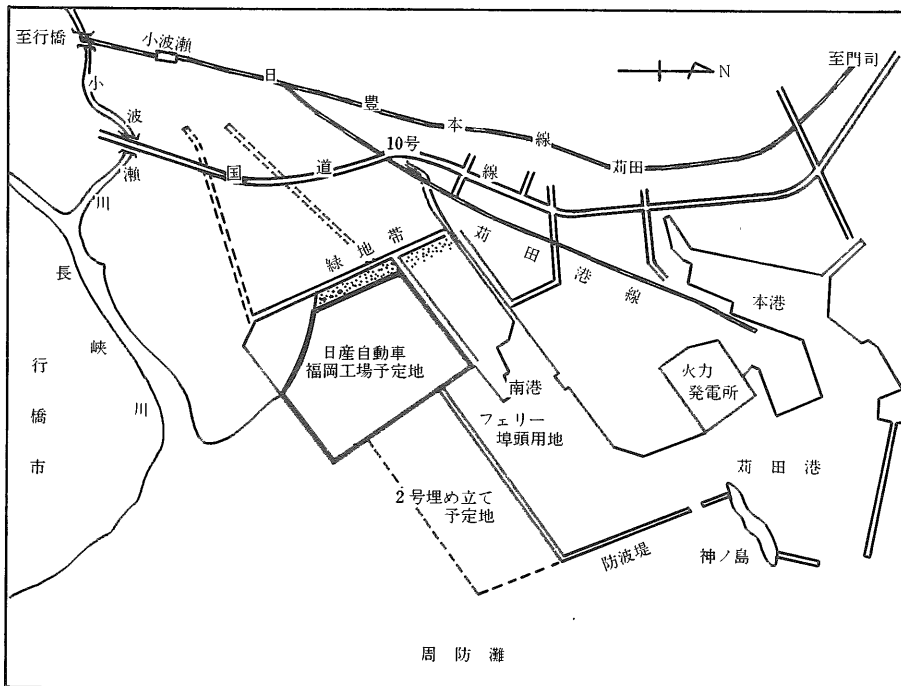 至行橋
小波瀬
至門司
N
日豊本線
苅田
小波瀬川
国道10号線
緑地帯
苅田港線
本港
長峡川
行橋市
日産自動車
福岡工場予定地
南港
火力
発電所
フェリー
埠頭用地
苅田港
2号埋め立て
予定地
防波堤
神ノ島
周防灘